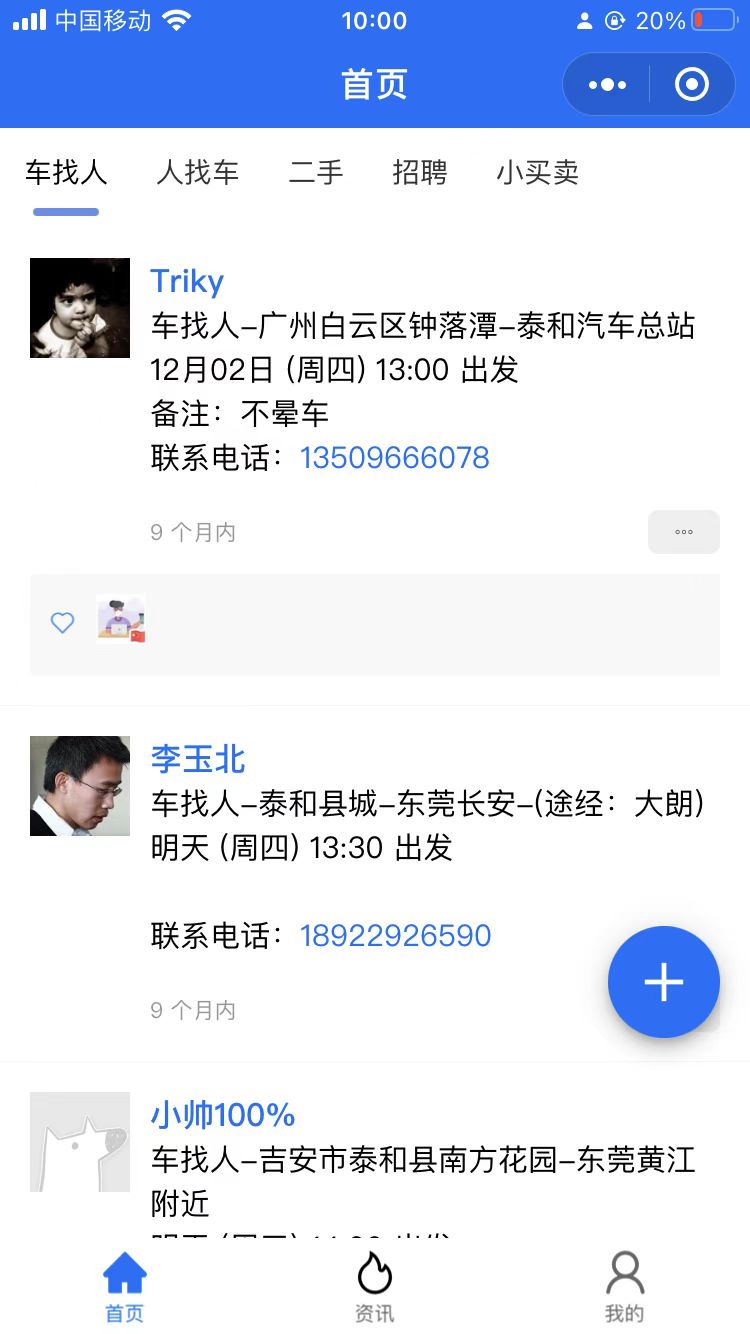 中国移动 10:00 20%
首页
车找人 人找车 二手 招聘 小买卖
Triky
车找人-广州白云区钟落潭-泰和汽车总站
12月02日 (周四) 13:00 出发
备注：不晕车
联系电话：13509666078
9 个月内
李玉北
车找人-泰和县城-东莞长安-(途经：大朗)
明天 (周四) 13:30 出发
联系电话：18922926590
9 个月内
小帅100%
车找人-吉安市泰和县南方花园-东莞黄江
附近
首页 资讯 我的